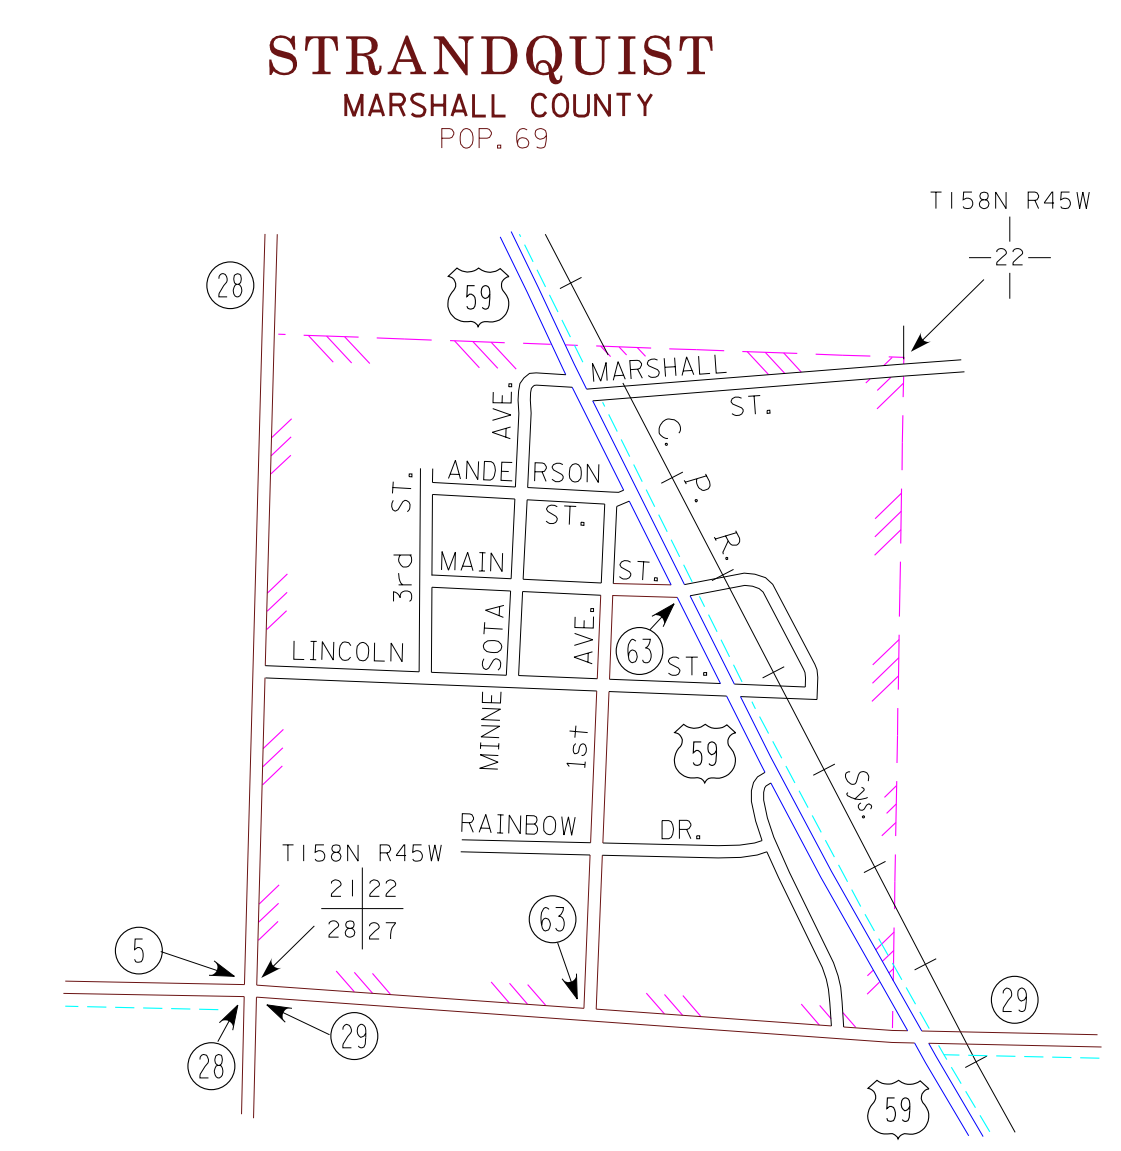 STRANDQUIST
MARSHALL COUNTY
POP. 69
T158N R45W
22
28
59
MARSHALL
ST.
AVE.
C. P. R.
ANDERSON
ST.
3rd ST.
MAIN
ST.
63
LINCOLN
ST.
MINNESOTA
1st AVE.
59
Sys.
RAINBOW
DR.
T158N R45W
21 22
28 27
63
5
29
28
29
59